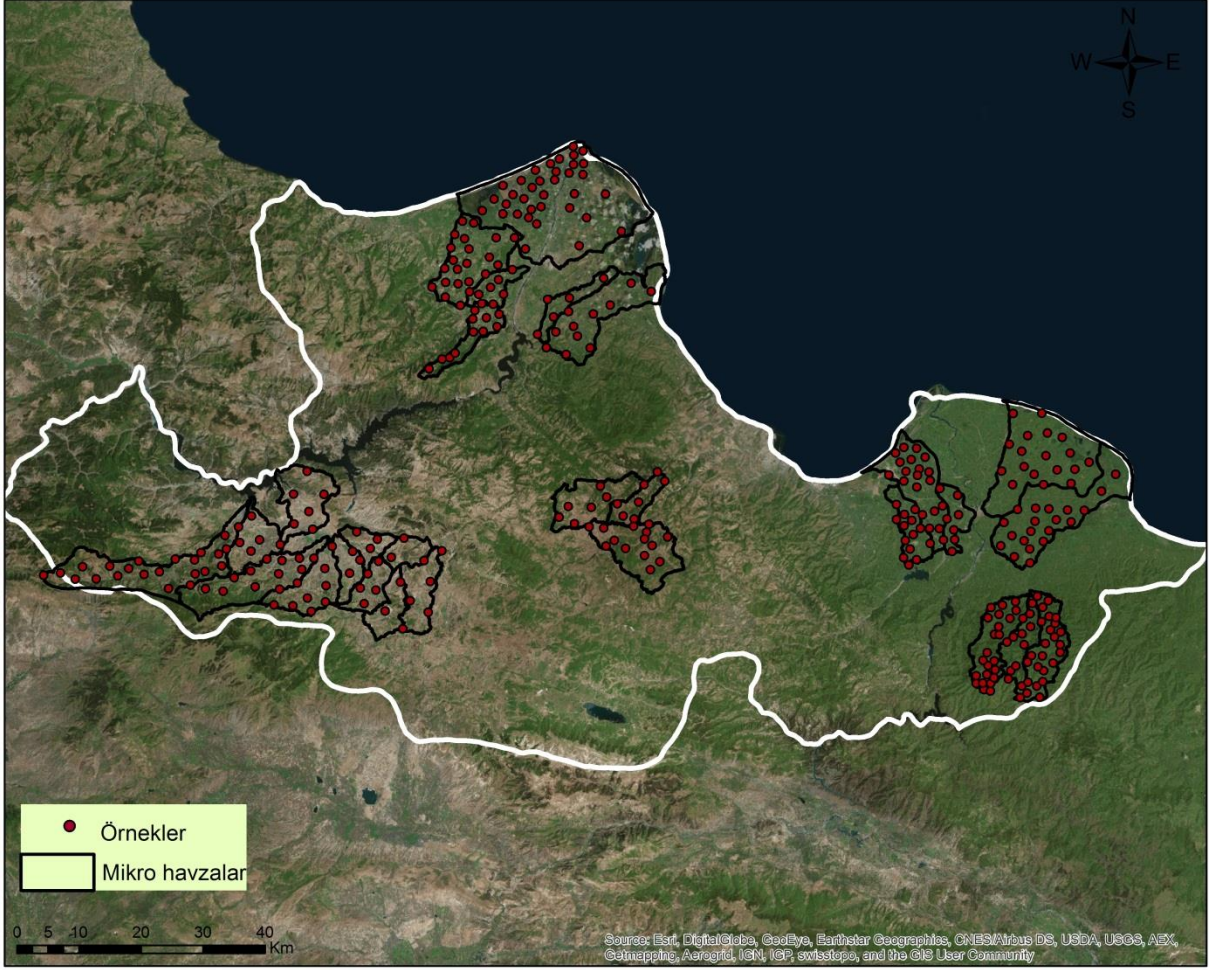 N
W E
S
Örnekler
Mikro havzalar
0 5 10 20 30 40
Km
Source: Esri, DigitalGlobe, GeoEye, Earthstar Geographics, CNES/Airbus DS, USDA, USGS, AEX,
Getmapping, Aerogrid, IGN, IGP, swisstopo, and the GIS User Community